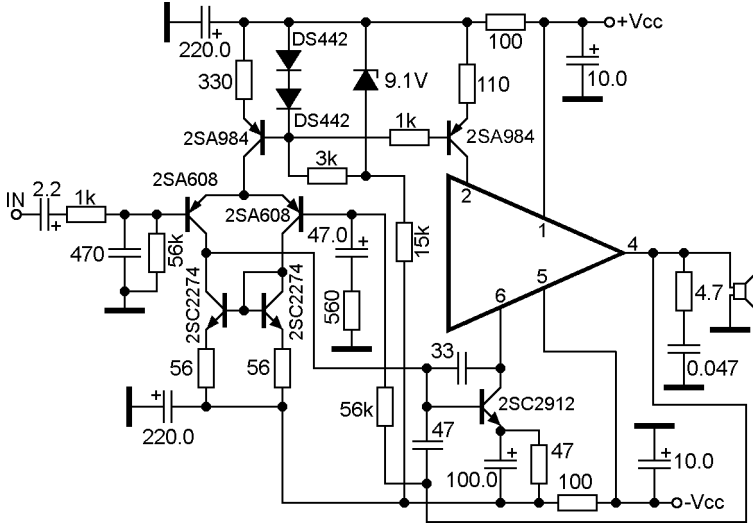 220.0
DS442
100
+Vcc
330
9.1V
110
10.0
DS442
2SA984
1k
2SA984
3k
2SA608
IN
2.2
1k
2SA608
2
470
56k
47.0
15k
1
4
5
2SC2274
2SC2274
6
4.7
560
56
56
33
0.047
2SC2912
56k
220.0
47
47
100.0
100
10.0
-Vcc